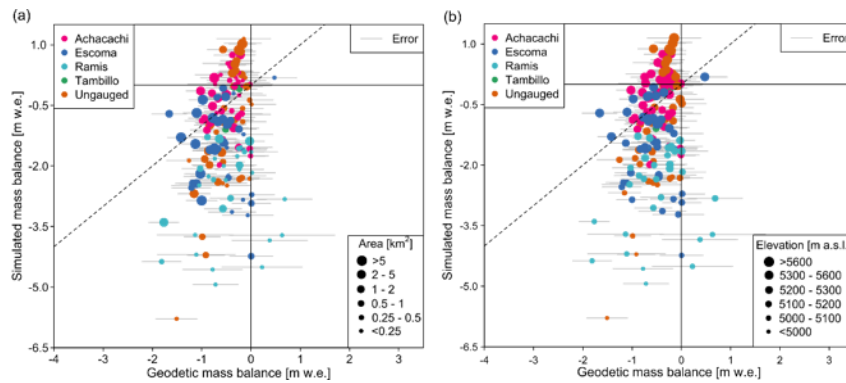 (a)
Achacachi
Escoma
Ramis
Tambillo
Ungauged
Error
1.0
-0.5
-2.0
-3.5
-5.0
-6.5
Simulated mass balance [m w.e.]
Area [km²]
>5
2 - 5
1 - 2
0.5 - 1
0.25 - 0.5
<0.25
-4 -3 -2 -1 0 1 2 3
Geodetic mass balance [m w.e.]
(b)
Achacachi
Escoma
Ramis
Tambillo
Ungauged
Error
1.0
-0.5
-2.0
-3.5
-5.0
-6.5
Simulated mass balance [m w.e.]
Elevation [m a.s.l.]
>5600
5300 - 5600
5200 - 5300
5100 - 5200
5000 - 5100
<5000
-4 -3 -2 -1 0 1 2 3
Geodetic mass balance [m w.e.]